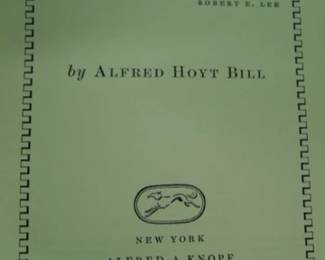 ROBERT E. LEE
by ALFRED HOYT BILL
NEW YORK
ALFRED A KNOPF